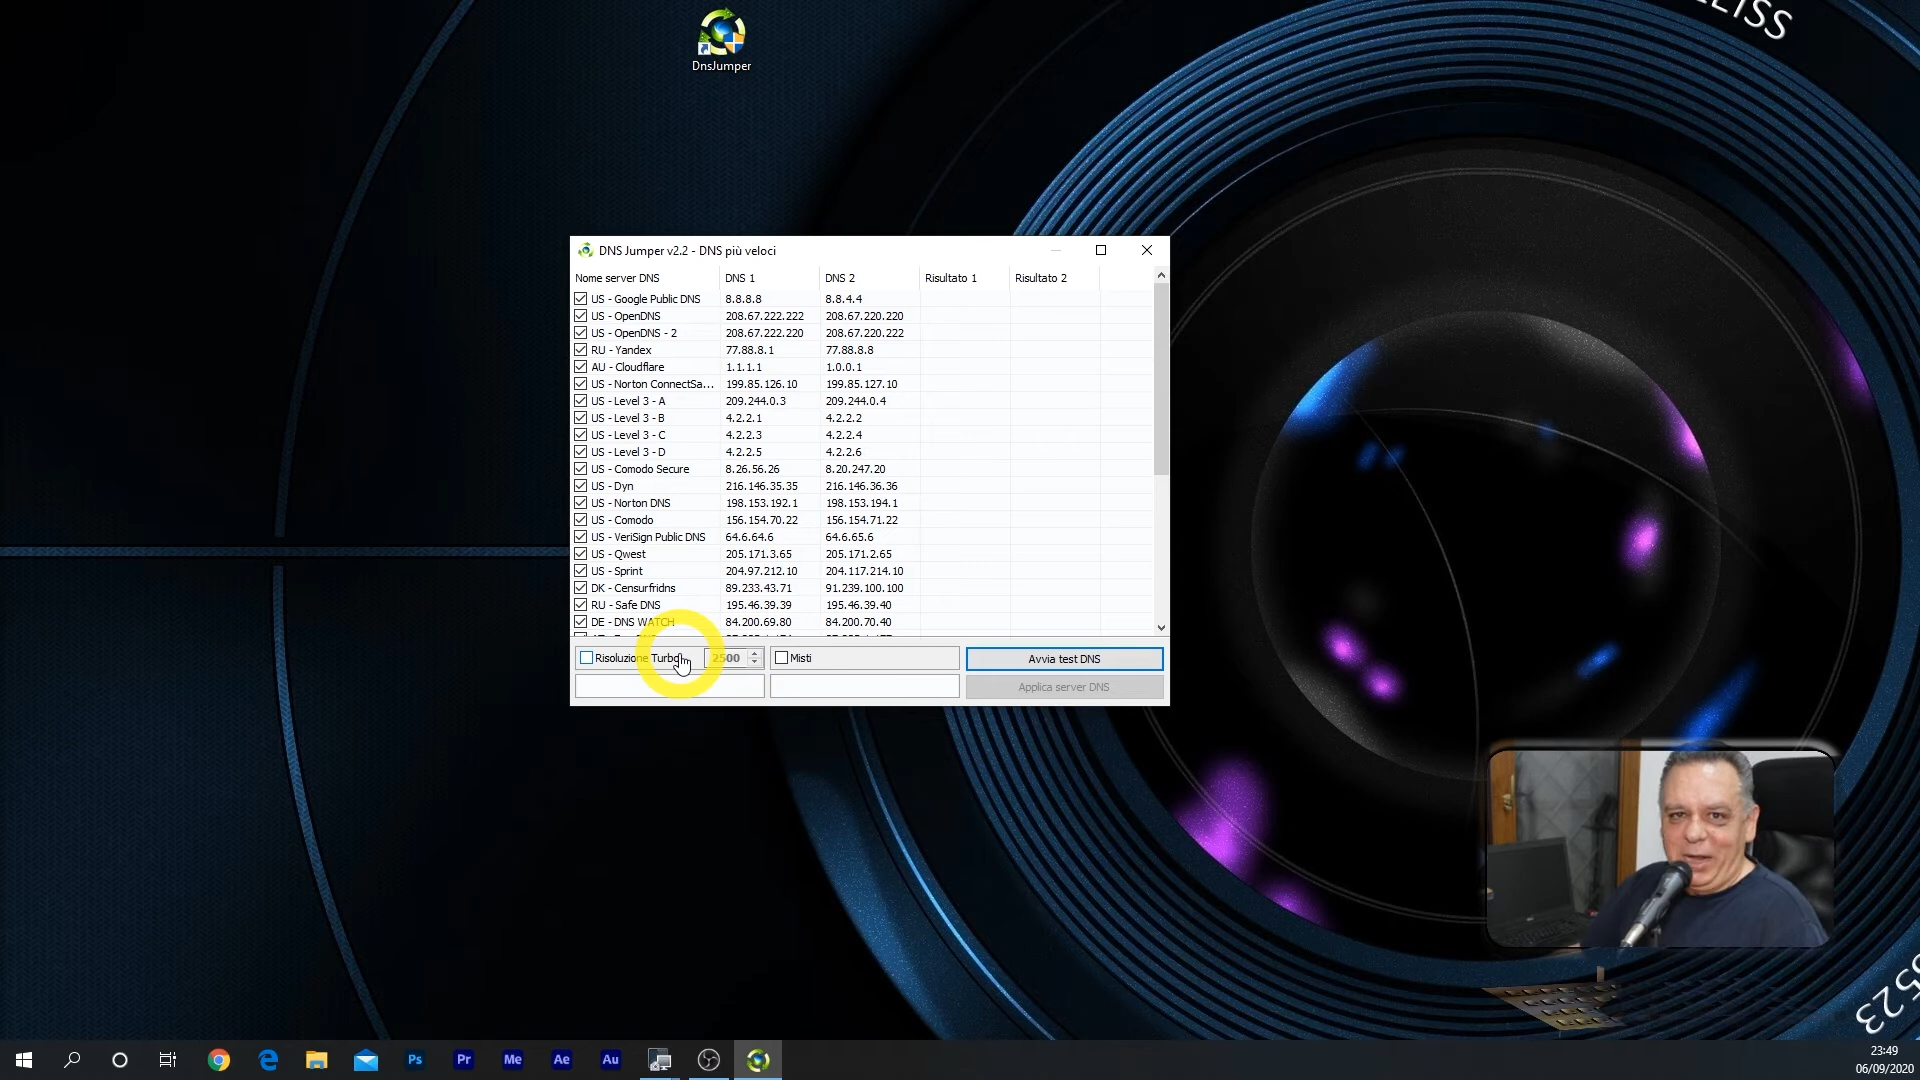 EISS
DnsJumper
DNS Jumper v2.2 - DNS più veloci
Nome server DNS DNS 1 DNS 2 Risultato 1 Risultato 2
US - Google Public DNS 8.8.8.8 8.8.4.4
US - OpenDNS 208.67.222.222 208.67.220.220
US - OpenDNS - 2 208.67.222.220 208.67.220.222
RU - Yandex 77.88.8.1 77.88.8.8
AU - Cloudflare 1.1.1.1 1.0.0.1
US - Norton ConnectSa... 199.85.126.10 199.85.127.10
US - Level 3 - A 209.244.0.3 209.244.0.4
US - Level 3 - B 4.2.2.1 4.2.2.2
US - Level 3 - C 4.2.2.3 4.2.2.4
US - Level 3 - D 4.2.2.5 4.2.2.6
US - Comodo Secure 8.26.56.26 8.20.247.20
US - Dyn 216.146.35.35 216.146.36.36
US - Norton DNS 198.153.192.1 198.153.194.1
US - Comodo 156.154.70.22 156.154.71.22
US - VeriSign Public DNS 64.6.64.6 64.6.65.6
US - Qwest 205.171.3.65 205.171.2.65
US - Sprint 204.97.212.10 204.117.214.10
DK - Censurfridns 89.233.43.71 91.239.100.100
RU - Safe DNS 195.46.39.39 195.46.39.40
DE - DNS WATCH 84.200.69.80 84.200.70.40
Risoluzione Turbo 2500 Misti Avvia test DNS
Applica server DNS
5523
Ps Pr Me Ae Au
23:49
06/09/2020